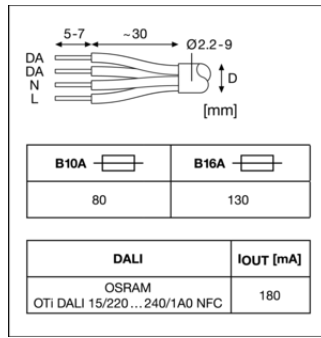 5-7 ~30
Ø2.2-9
DA
DA
N
L
D
[mm]
B10A B16A
80 130
DALI IOUT [mA]
OSRAM
OTi DALI 15/220...240/1A0 NFC 180